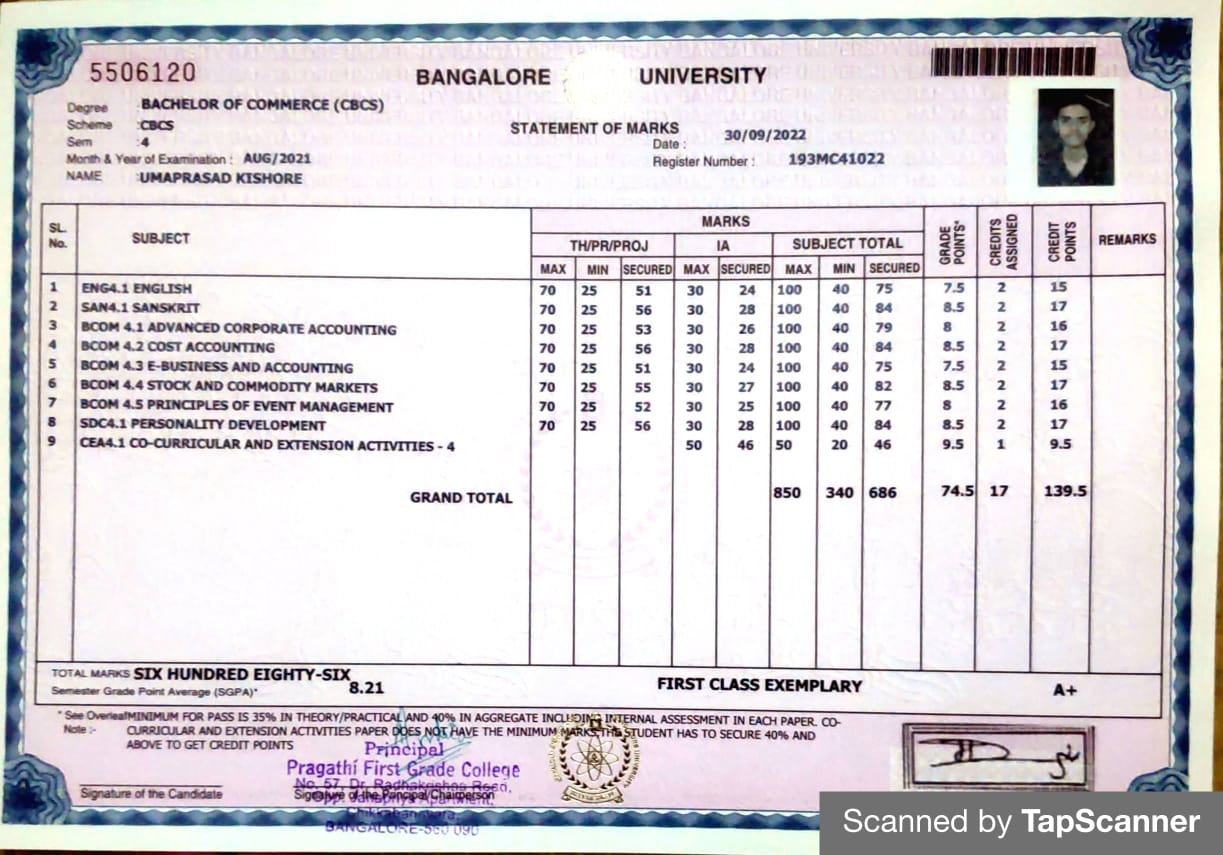 5506120
BANGALORE UNIVERSITY
Degree : BACHELOR OF COMMERCE (CBCS)
Scheme : CBCS
Sem : 4
Month & Year of Examination : AUG/2021
NAME : UMAPRASAD KISHORE
STATEMENT OF MARKS
Date : 30/09/2022
Register Number : 193MC41022
SL. No. SUBJECT MARKS GRADE POINTS* CREDITS ASSIGNED CREDIT POINTS REMARKS
TH/PR/PROJ IA SUBJECT TOTAL
MAX MIN SECURED MAX SECURED MAX MIN SECURED
1 ENG4.1 ENGLISH 70 25 51 30 24 100 40 75 7.5 2 15
2 SAN4.1 SANSKRIT 70 25 56 30 28 100 40 84 8.5 2 17
3 BCOM 4.1 ADVANCED CORPORATE ACCOUNTING 70 25 53 30 26 100 40 79 8 2 16
4 BCOM 4.2 COST ACCOUNTING 70 25 56 30 28 100 40 84 8.5 2 17
5 BCOM 4.3 E-BUSINESS AND ACCOUNTING 70 25 51 30 24 100 40 75 7.5 2 15
6 BCOM 4.4 STOCK AND COMMODITY MARKETS 70 25 55 30 27 100 40 82 8.5 2 17
7 BCOM 4.5 PRINCIPLES OF EVENT MANAGEMENT 70 25 52 30 25 100 40 77 8 2 16
8 SDC4.1 PERSONALITY DEVELOPMENT 70 25 56 30 28 100 40 84 8.5 2 17
9 CEA4.1 CO-CURRICULAR AND EXTENSION ACTIVITIES - 4 50 46 50 20 46 9.5 1 9.5
GRAND TOTAL 850 340 686 74.5 17 139.5
TOTAL MARKS SIX HUNDRED EIGHTY-SIX
Semester Grade Point Average (SGPA)* 8.21 FIRST CLASS EXEMPLARY A+
* See Overleaf MINIMUM FOR PASS IS 35% IN THEORY/PRACTICAL AND 40% IN AGGREGATE INCLUDING INTERNAL ASSESSMENT IN EACH PAPER. CO-
Note :- CURRICULAR AND EXTENSION ACTIVITIES PAPER DOES NOT HAVE THE MINIMUM MARKS. THE STUDENT HAS TO SECURE 40% AND
ABOVE TO GET CREDIT POINTS
Principal
Pragathi First Grade College
No. 57, Dr. Radhakrishna Road,
Signature of the Candidate Signature of the Principal/Chairperson
Opp. Apartment,
BANGALORE-560 090
Scanned by TapScanner